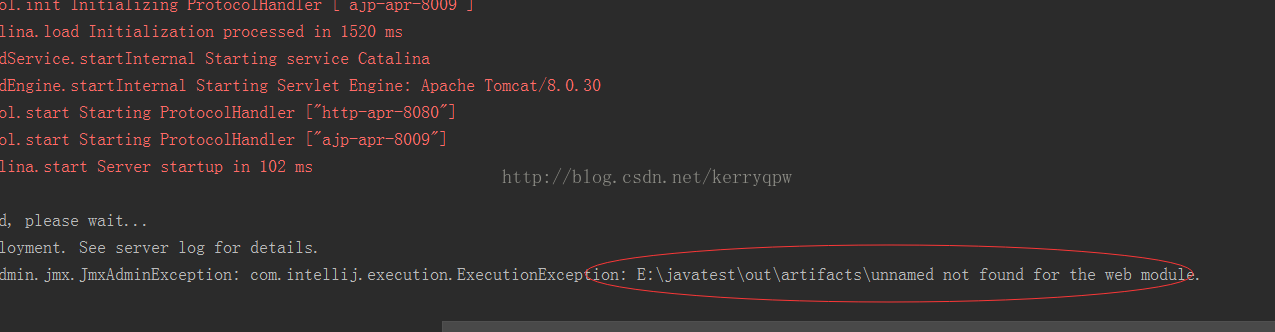 ol.init Initializing ProtocolHandler ["ajp-apr-8009"]
lina.load Initialization processed in 1520 ms
dService.startInternal Starting service Catalina
dEngine.startInternal Starting Servlet Engine: Apache Tomcat/8.0.30
ol.start Starting ProtocolHandler ["http-apr-8080"]
ol.start Starting ProtocolHandler ["ajp-apr-8009"]
lina.start Server startup in 102 ms
http://blog.csdn.net/kerryqpw
d, please wait...
loyment. See server log for details.
dmin.jmx.JmxAdminException: com.intellij.execution.ExecutionException: E:\javatest\out\artifacts\unnamed not found for the web module.